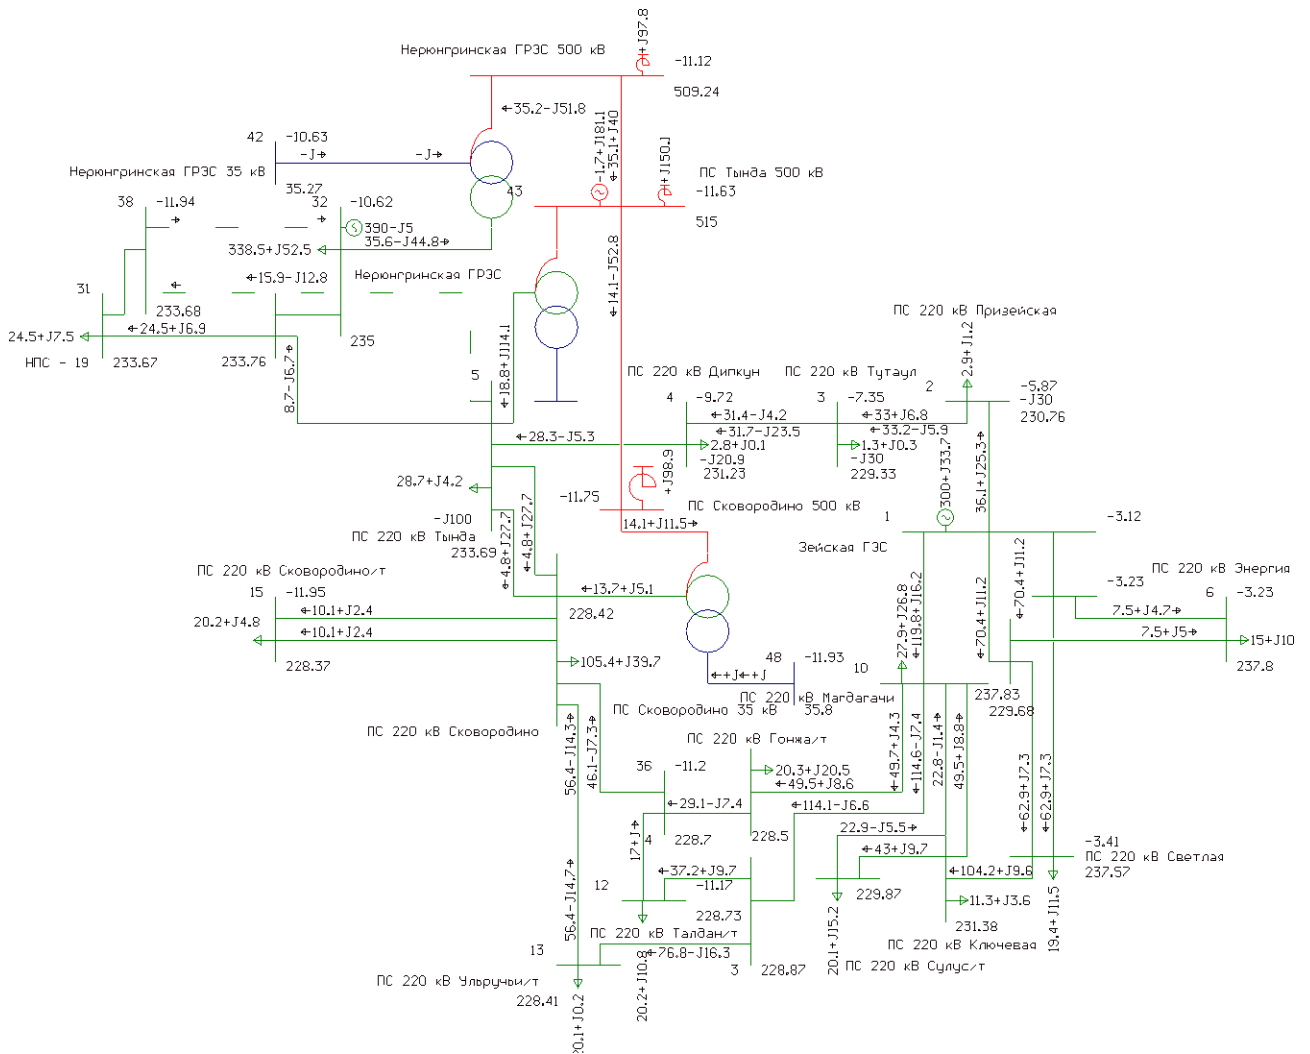 +J97.8
Нерюнгринская ГРЭС 500 кВ
-11.12
509.24
35.2-J51.8
-1.7+J181.1
35.1+J40
+J150.1
42
-10.63
-J
-J
ПС Тында 500 кВ
Нерюнгринская ГРЭС 35 кВ
35.27
43
-11.63
38
-11.94
32
-10.62
515
390-J5
35.6-J44.8
338.5+J52.5
14.1-J52.8
15.9-J12.8
Нерюнгринская ГРЭС
31
233.68
24.5+J6.9
18.8+J114.1
ПС 220 кВ Призейская
24.5+J7.5
235
НПС - 19
233.67
233.76
8.7-J6.7
2.9+J1.2
ПС 220 кВ Дипкун
ПС 220 кВ Тутаул
5
4
-9.72
3
-7.35
2
-5.87
-J30
230.76
31.4-J4.2
33+J6.8
31.7-J23.5
33.2-J5.9
28.3-J5.3
2.8+J0.1
1.3+J0.3
-J20.9
-J30
231.23
229.33
+J98.9
300+J33.7
36.1+J25.3
28.7+J4.2
-11.75
ПС Сковородино 500 кВ
-J100
14.1+J11.5
1
-3.12
ПС 220 кВ Тында
233.69
4.8+J27.7
4.8+J27.7
Зейская ГЭС
ПС 220 кВ Сковородино/т
ПС 220 кВ Энергия
15
-11.95
13.7+J5.1
-3.23
6
-3.23
27.9+J26.8
119.8+J16.2
70.4+J11.2
70.4+J11.2
10.1+J2.4
228.42
7.5+J4.7
20.2+J4.8
10.1+J2.4
7.5+J5
15+J10
228.37
105.4+J39.7
48
-11.93
10
237.8
+J
+J
ПС 220 кВ Магдагачи
237.83
ПС Сковородино 35 кВ
35.8
229.68
ПС 220 кВ Сковородино
ПС 220 кВ Гонжа/т
56.4-J14.3
46.1-J7.3
49.7+J4.3
114.6-J7.4
22.8-J1.4
49.5+J8.8
62.9+J7.3
62.9+J7.3
36
-11.2
20.3+J20.5
49.5+J8.6
29.1-J7.4
114.1-J6.6
4
228.7
228.5
22.9-J5.5
-3.41
17+J
43+J9.7
ПС 220 кВ Светлая
37.2+J9.7
104.2+J9.6
237.57
12
-11.17
229.87
11.3+J3.6
228.73
231.38
19.4+J11.5
56.4-J14.7
ПС 220 кВ Талдан/т
20.1+J15.2
ПС 220 кВ Ключевая
13
76.8-J16.3
3
228.87
ПС 220 кВ Сулус/т
ПС 220 кВ Ульручьи/т
20.2+J10.8
228.41
20.1+J0.2